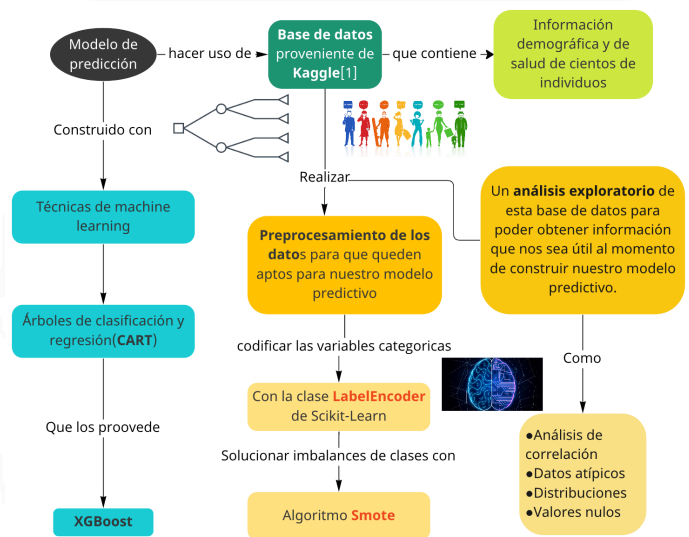 Modelo de
predicción
hacer uso de
Base de datos
proveniente de
Kaggle[1]
que contiene
Información
demográfica y de
salud de cientos de
individuos
Construido con
Técnicas de machine
learning
Árboles de clasificación y
regresión(CART)
Que los proovede
XGBoost
Realizar
Preprocesamiento de los
datos para que queden
aptos para nuestro modelo
predictivo
codificar las variables categoricas
Con la clase LabelEncoder
de Scikit-Learn
Solucionar imbalances de clases con
Algoritmo Smote
Un análisis exploratorio de
esta base de datos para
poder obtener información
que nos sea útil al momento
de construir nuestro modelo
predictivo.
Como
●Análisis de
correlación
●Datos atípicos
●Distribuciones
●Valores nulos